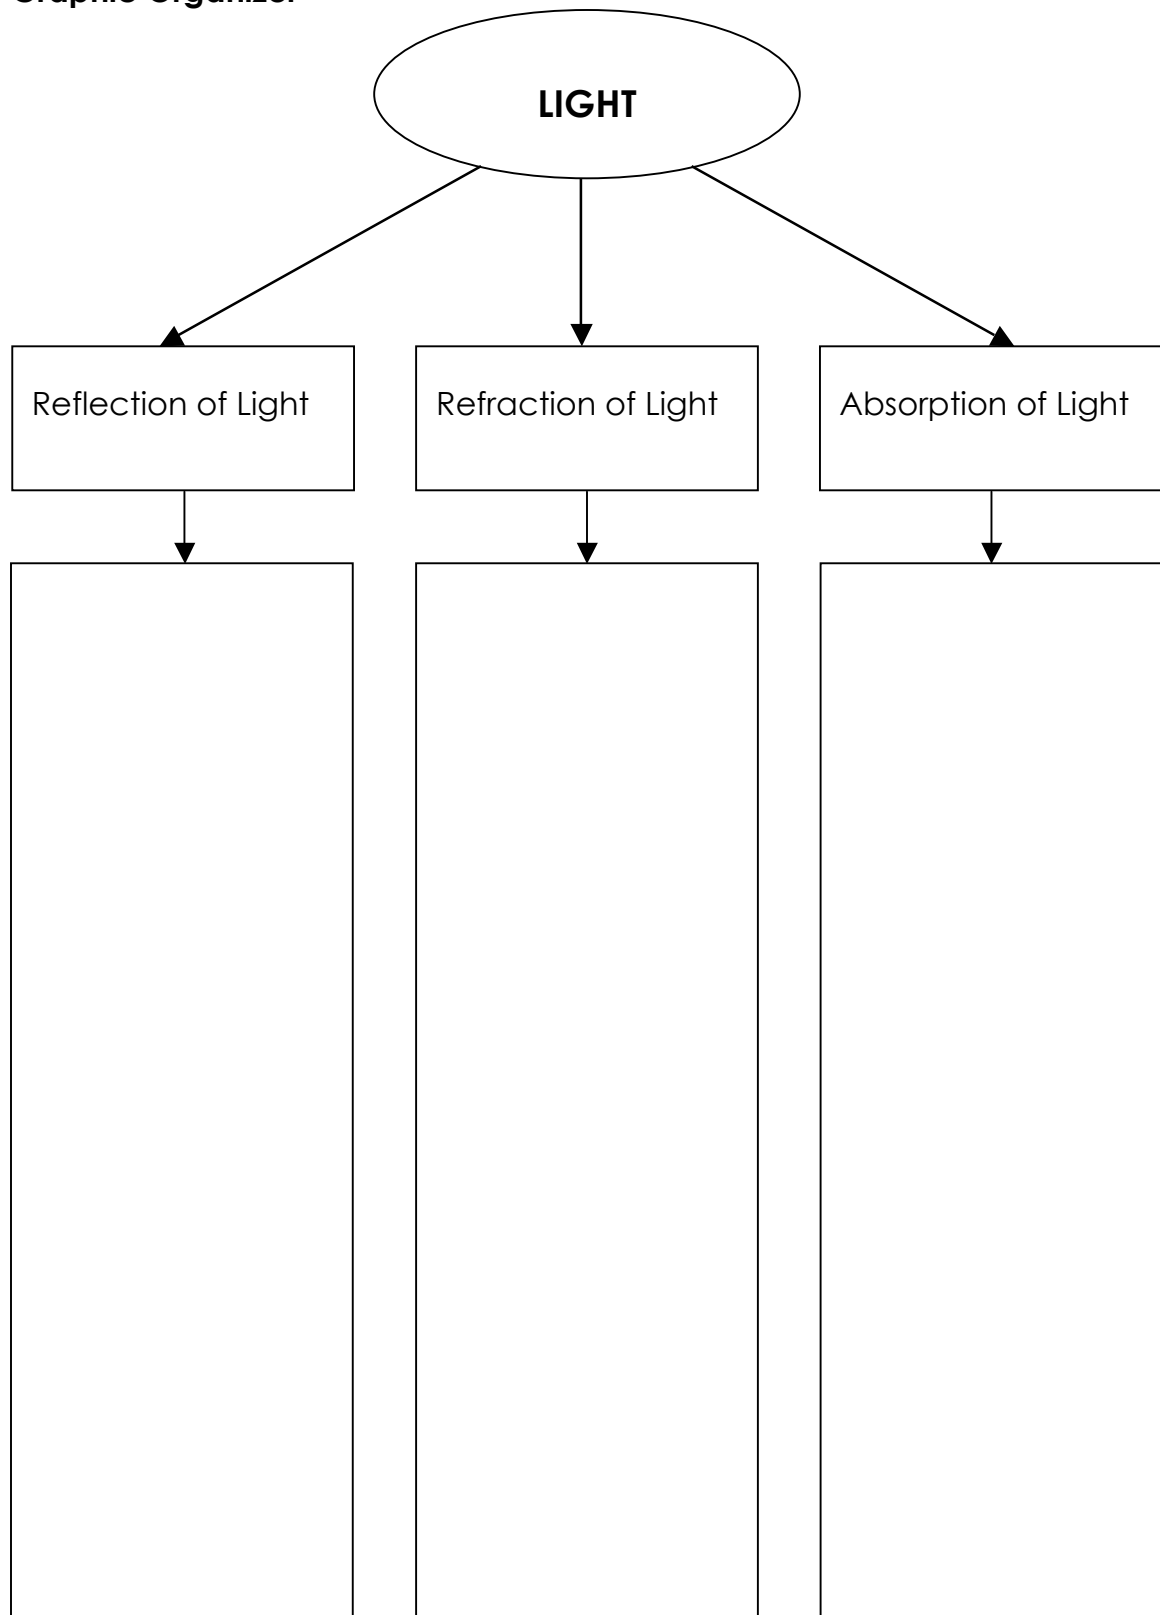 Graphic Organizer
LIGHT
Reflection of Light
Refraction of Light
Absorption of Light